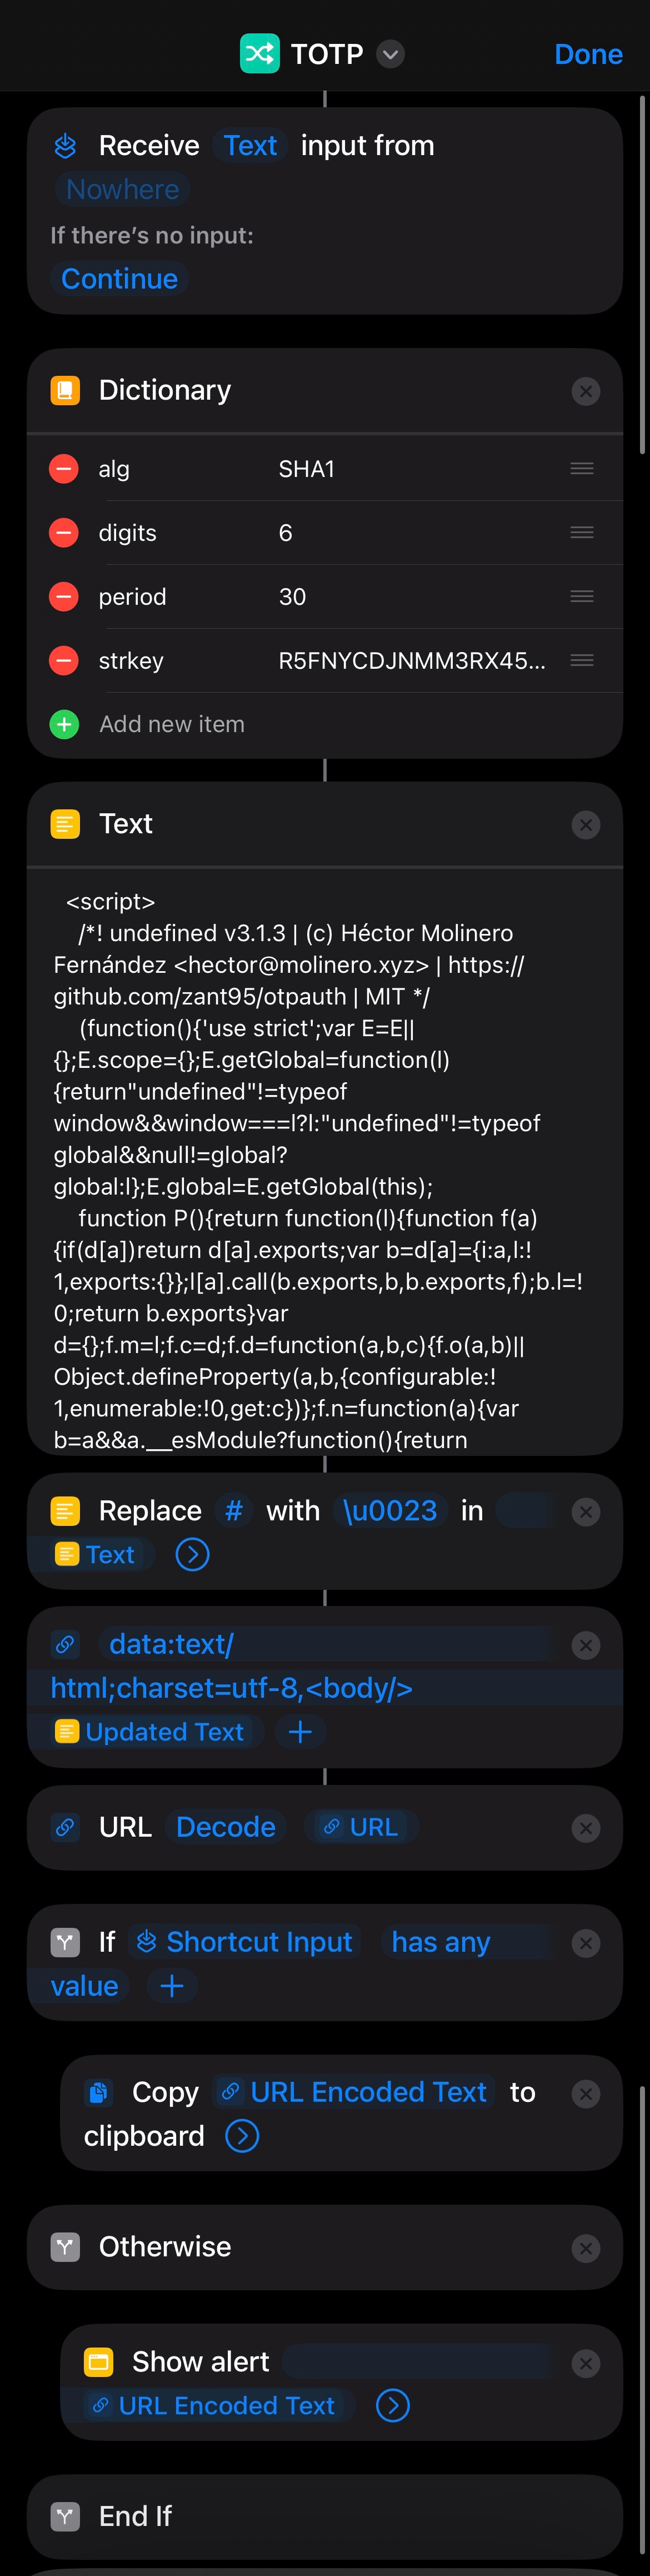 TOTP
Done
Receive Text input from
Nowhere
If there’s no input:
Continue
Dictionary
alg SHA1
digits 6
period 30
strkey R5FNYCDJNMM3RX45...
Add new item
Text
<script>
/*! undefined v3.1.3 | (c) Héctor Molinero
Fernández <hector@molinero.xyz> | https://
github.com/zant95/otpauth | MIT */
(function(){'use strict';var E=E||
{};E.scope={};E.getGlobal=function(l)
{return"undefined"!=typeof
window&&window===l?l:"undefined"!=typeof
global&&null!=global?
global:l};E.global=E.getGlobal(this);
function P(){return function(l){function f(a)
{if(d[a])return d[a].exports;var b=d[a]={i:a,l:!
1,exports:{}};l[a].call(b.exports,b,b.exports,f);b.l=!
0;return b.exports}var
d={};f.m=l;f.c=d;f.d=function(a,b,c){f.o(a,b)||
Object.defineProperty(a,b,{configurable:!
1,enumerable:!0,get:c})};f.n=function(a){var
b=a&&a.__esModule?function(){return
Replace # with \u0023 in
Text
data:text/
html;charset=utf-8,<body/>
Updated Text
URL Decode URL
If Shortcut Input has any
value
Copy URL Encoded Text to
clipboard
Otherwise
Show alert
URL Encoded Text
End If